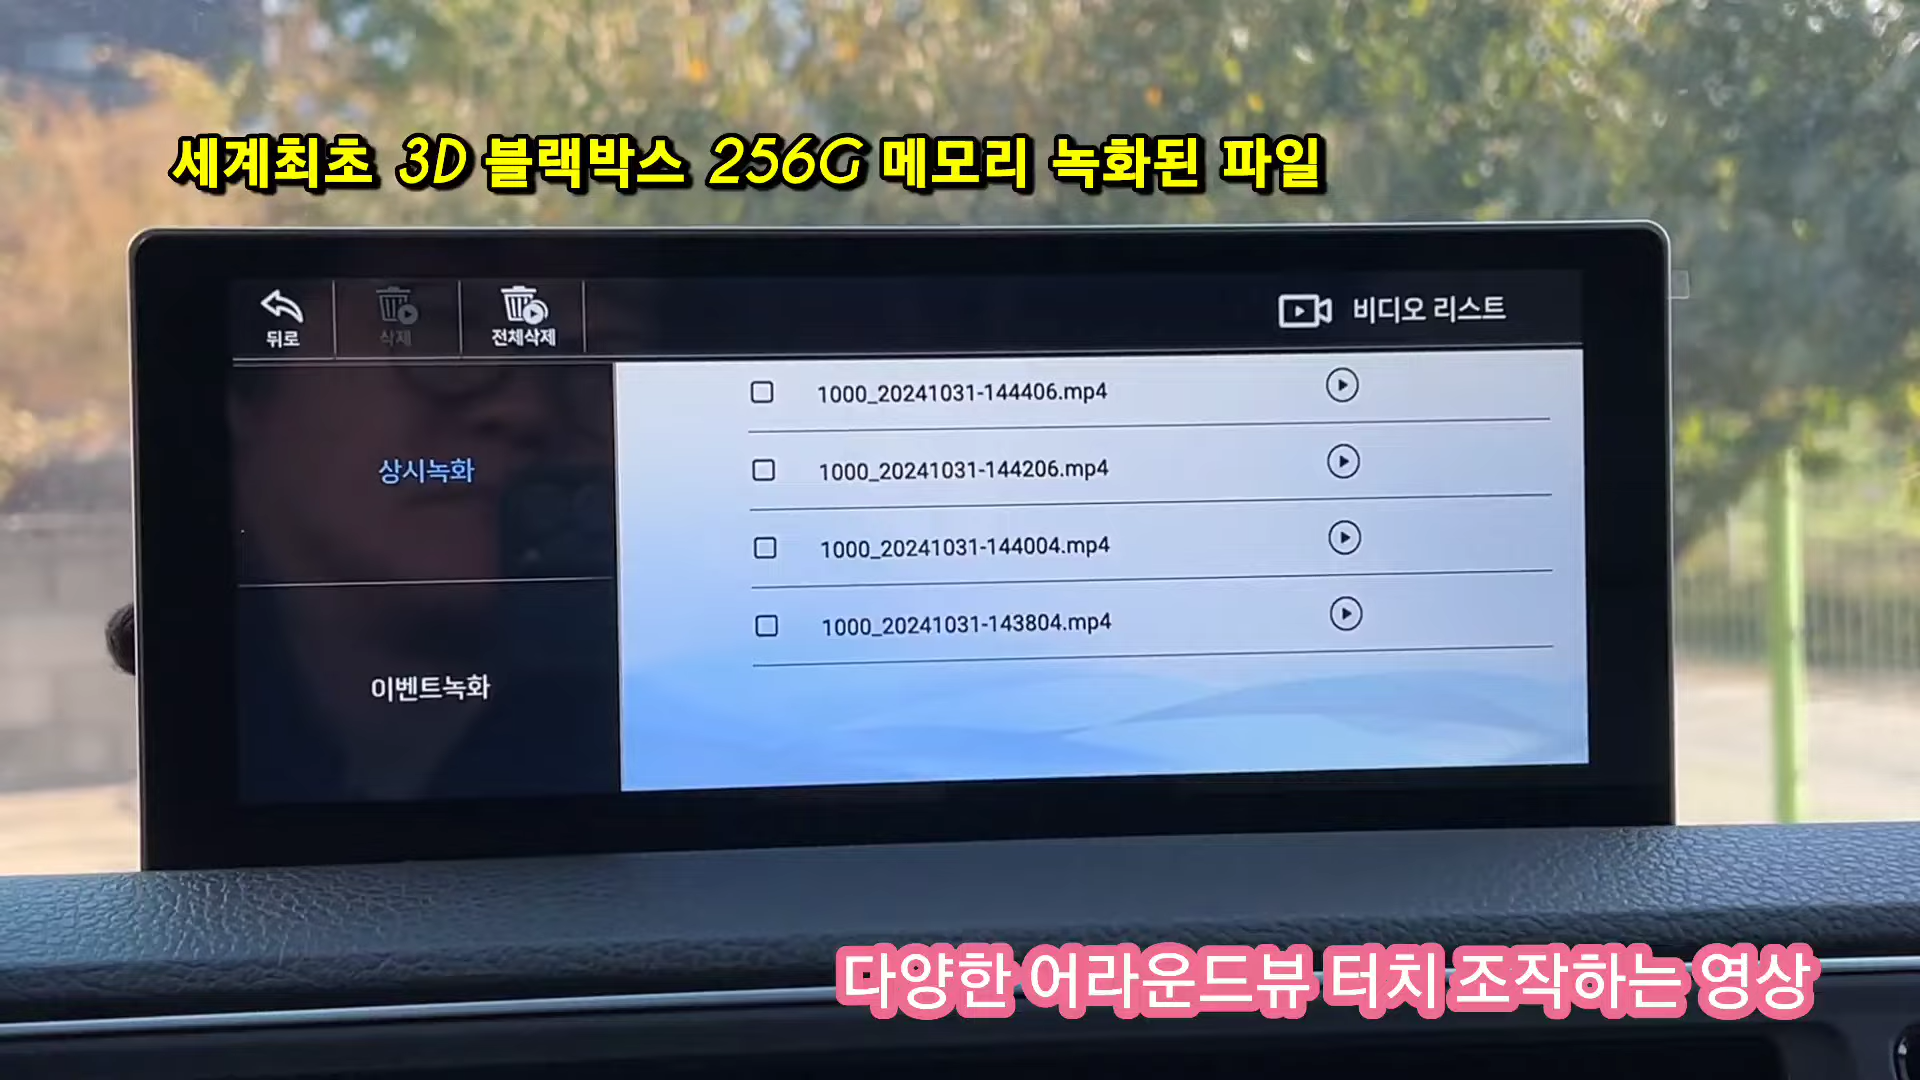 세계최초 3D 블랙박스 256G 메모리 녹화된 파일
뒤로
삭제
전체삭제
비디오 리스트
상시녹화
이벤트녹화
1000_20241031-144406.mp4
1000_20241031-144206.mp4
1000_20241031-144004.mp4
1000_20241031-143804.mp4
다양한 어라운드뷰 터치 조작하는 영상